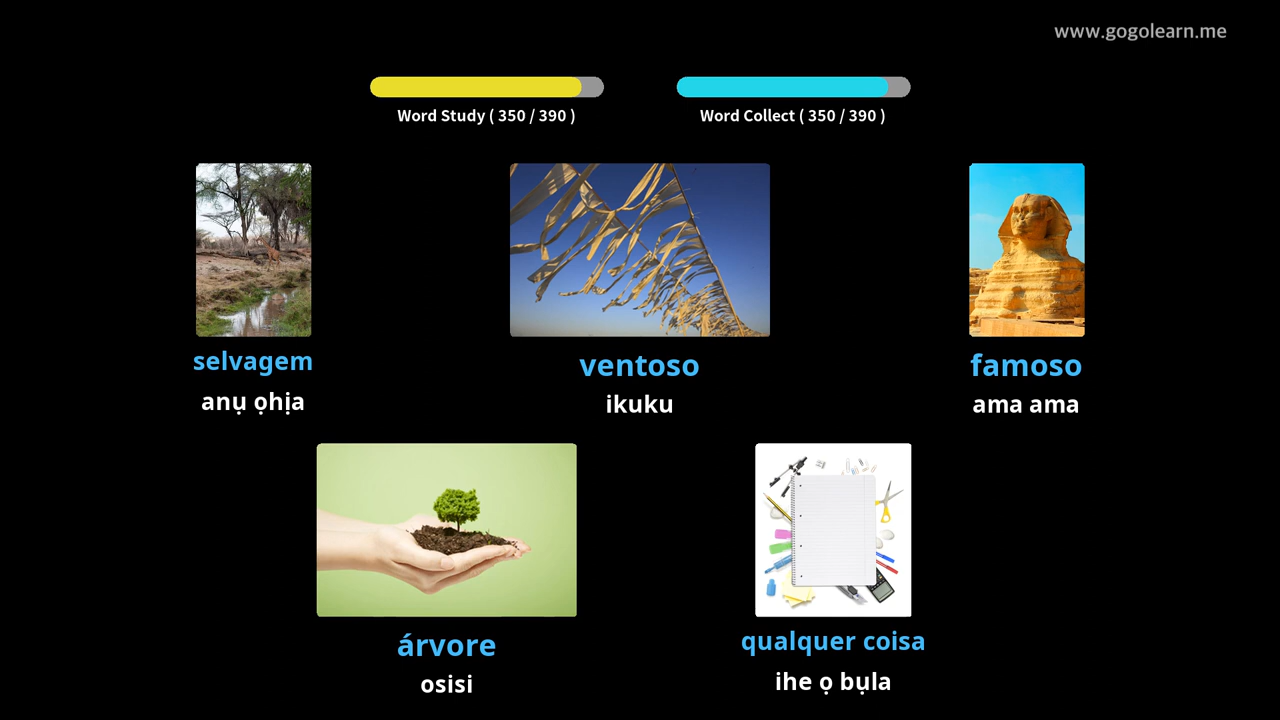 www.gogolearn.me
Word Study ( 350 / 390 )
Word Collect ( 350 / 390 )
selvagem
anụ ọhịa
ventoso
ikuku
famoso
ama ama
árvore
osisi
qualquer coisa
ihe ọ bụla